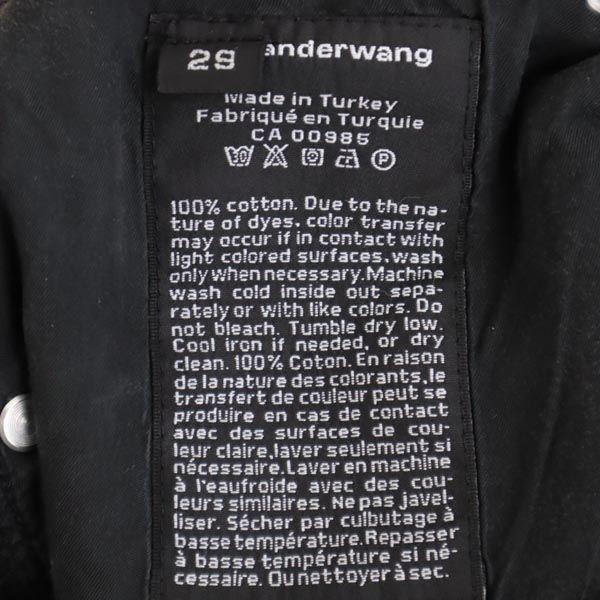 29
anderwang
Made in Turkey
Fabriqué en Turquie
CA 00985
100% cotton. Due to the na-
ture of dyes, color transfer
may occur if in contact with
light colored surfaces, wash
only when necessary. Machine
wash cold inside out sepa-
rately or with like colors. Do
not bleach. Tumble dry low.
Cool iron if needed, or dry
clean. 100% Coton. En raison
de la nature des colorants, le
transfert de couleur peut se
produire en cas de contact
avec des surfaces de cou-
leur claire, laver seulement si
nécessaire. Laver en machine
à l'eaufroide avec des cou-
leurs similaires. Ne pas javel-
liser. Sécher par culbutage à
basse température. Repasser
à basse température si né-
cessaire. Ou nettoyer à sec.